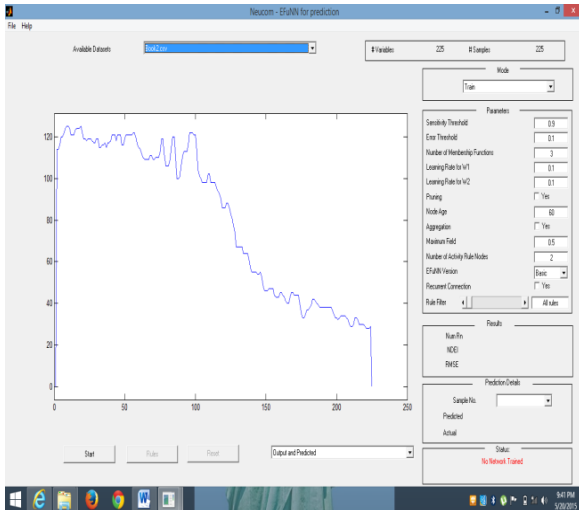 Neucom - EFuNN for prediction
File Help
Available Datasets Book2.csv
# Variables 225 # Samples 225
Mode
Train
Parameters
Sensitivity Threshold 0.9
Error Threshold 0.1
Number of Membership Functions 3
Learning Rate for W1 0.1
Learning Rate for W2 0.1
Pruning Yes
Node Age 60
Aggregation Yes
Maximum Field 0.5
Number of Activity Rule Nodes 2
EFuNN Version Basic
Recurrent Connection Yes
Rule Filter All rules
Results
Num Rn
NDEI
RMSE
Prediction Details
Sample No.
Predicted
Actual
Status:
No Network Trained
120
100
80
60
40
20
0
0 50 100 150 200 250
Start Rules Reset Output and Predicted
9:41 PM
5/20/2015